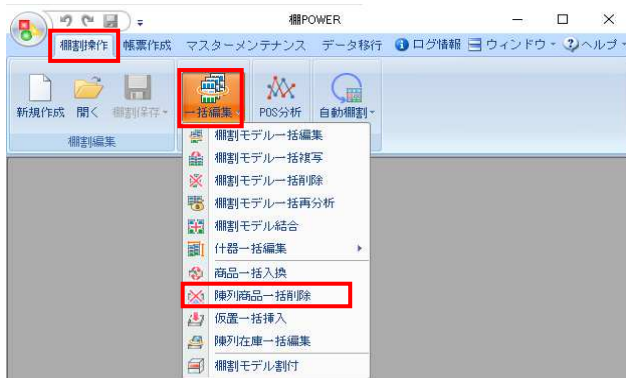 棚POWER
棚割操作 帳票作成 マスターメンテナンス データ移行 ログ情報 ウィンドウ ヘルプ
新規作成 開く 棚割保存 一括編集 POS分析 自動棚割
棚割編集
棚割モデル一括編集
棚割モデル一括複写
棚割モデル一括削除
棚割モデル一括再分析
棚割モデル結合
什器一括編集
商品一括入換
陳列商品一括削除
仮置一括挿入
陳列在庫一括編集
棚割モデル割付